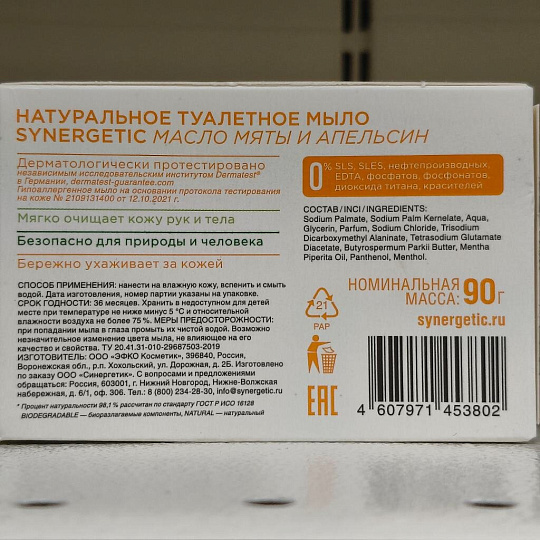 НАТУРАЛЬНОЕ ТУАЛЕТНОЕ МЫЛО
SYNERGETIC МАСЛО МЯТЫ И АПЕЛЬСИН
Дерматологически протестировано
независимым исследовательским институтом Dermatest®
в Германии, dermatest-guarantee.com
Гипоаллергенное мыло на основании протокола тестирования
на коже № 2109131400 от 12.10.2021 г.
Мягко очищает кожу рук и тела
Безопасно для природы и человека
Бережно ухаживает за кожей
СПОСОБ ПРИМЕНЕНИЯ: нанести на влажную кожу, вспенить и смыть
водой. Дата изготовления, номер партии указаны на упаковке.
СРОК ГОДНОСТИ: 36 месяцев. Хранить в недоступном для детей
месте при температуре не ниже минус 5 °C и относительной
влажности воздуха не более 75 %. МЕРЫ ПРЕДОСТОРОЖНОСТИ:
при попадании мыла в глаза промыть их чистой водой. Возможно
незначительное изменение цвета мыла, не влияющее на его
качество и свойства. ТУ 20.41.31-010-29687503-2019
ИЗГОТОВИТЕЛЬ: ООО «ЭФКО Косметик», 396840, Россия,
Воронежская обл., р.п. Хохольский, ул. Дорожная, д. 2Б. Изготовлено
по заказу ООО «Синергетик». С вопросами и предложениями
обращаться: Россия, 603001, г. Нижний Новгород, Нижне-Волжская
набережная, д. 6/1, оф. 306. Тел.: 8 (800) 234-28-30, info@synergetic.ru
* Процент натуральности 98,1 % рассчитан по стандарту ГОСТ Р ИСО 16128
BIODEGRADABLE — биоразлагаемые компоненты, NATURAL — натуральный
0% SLS, SLES, нефтепроизводных,
EDTA, фосфатов, фосфонатов,
диоксида титана, красителей
СОСТАВ / INCI / INGREDIENTS:
Sodium Palmate, Sodium Palm Kernelate, Aqua,
Glycerin, Parfum, Sodium Chloride, Trisodium
Dicarboxymethyl Alaninate, Tetrasodium Glutamate
Diacetate, Butyrospermum Parkii Butter, Mentha
Piperita Oil, Panthenol, Menthol.
21
PAP
НОМИНАЛЬНАЯ
МАССА: 90 г
synergetic.ru
EAC
4 607971 453802